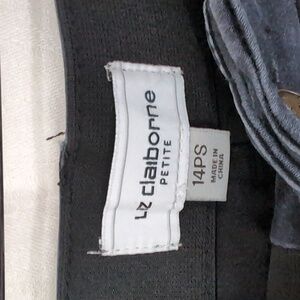 Liz claiborne
PETITE
14PS
MADE IN
CHINA